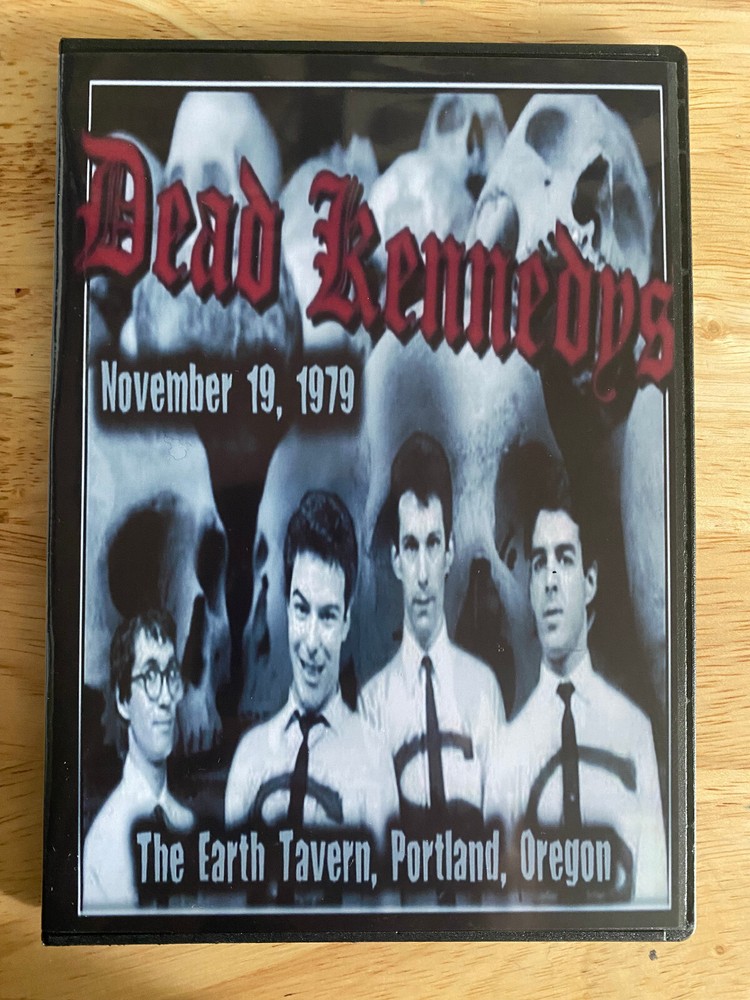 Dead Kennedys
November 19, 1979
The Earth Tavern, Portland, Oregon